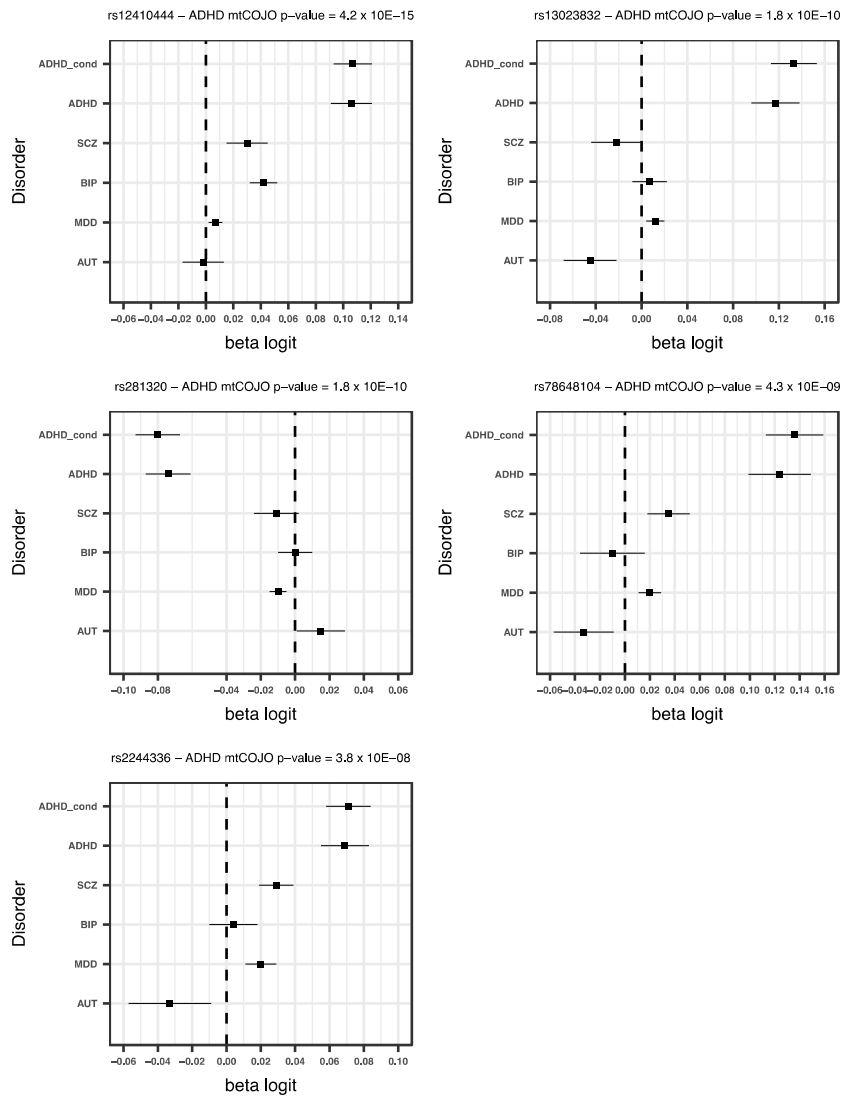 rs12410444 – ADHD mtCOJO p−value = 4.2 x 10E−15
Disorder
ADHD_cond
ADHD
SCZ
BIP
MDD
AUT
−0.06 −0.04 −0.02 0.00 0.02 0.04 0.06 0.08 0.10 0.12 0.14
beta logit
rs13023832 – ADHD mtCOJO p−value = 1.8 x 10E−10
Disorder
ADHD_cond
ADHD
SCZ
BIP
MDD
AUT
−0.08 −0.04 0.00 0.04 0.08 0.12 0.16
beta logit
rs281320 – ADHD mtCOJO p−value = 1.8 x 10E−10
Disorder
ADHD_cond
ADHD
SCZ
BIP
MDD
AUT
−0.10 −0.08 −0.04 −0.02 0.00 0.02 0.04 0.06
beta logit
rs78648104 – ADHD mtCOJO p−value = 4.3 x 10E−09
Disorder
ADHD_cond
ADHD
SCZ
BIP
MDD
AUT
−0.06 −0.04 −0.02 0.00 0.02 0.04 0.06 0.08 0.10 0.12 0.14 0.16
beta logit
rs2244336 – ADHD mtCOJO p−value = 3.8 x 10E−08
Disorder
ADHD_cond
ADHD
SCZ
BIP
MDD
AUT
−0.06 −0.04 −0.02 0.00 0.02 0.04 0.06 0.08 0.10
beta logit